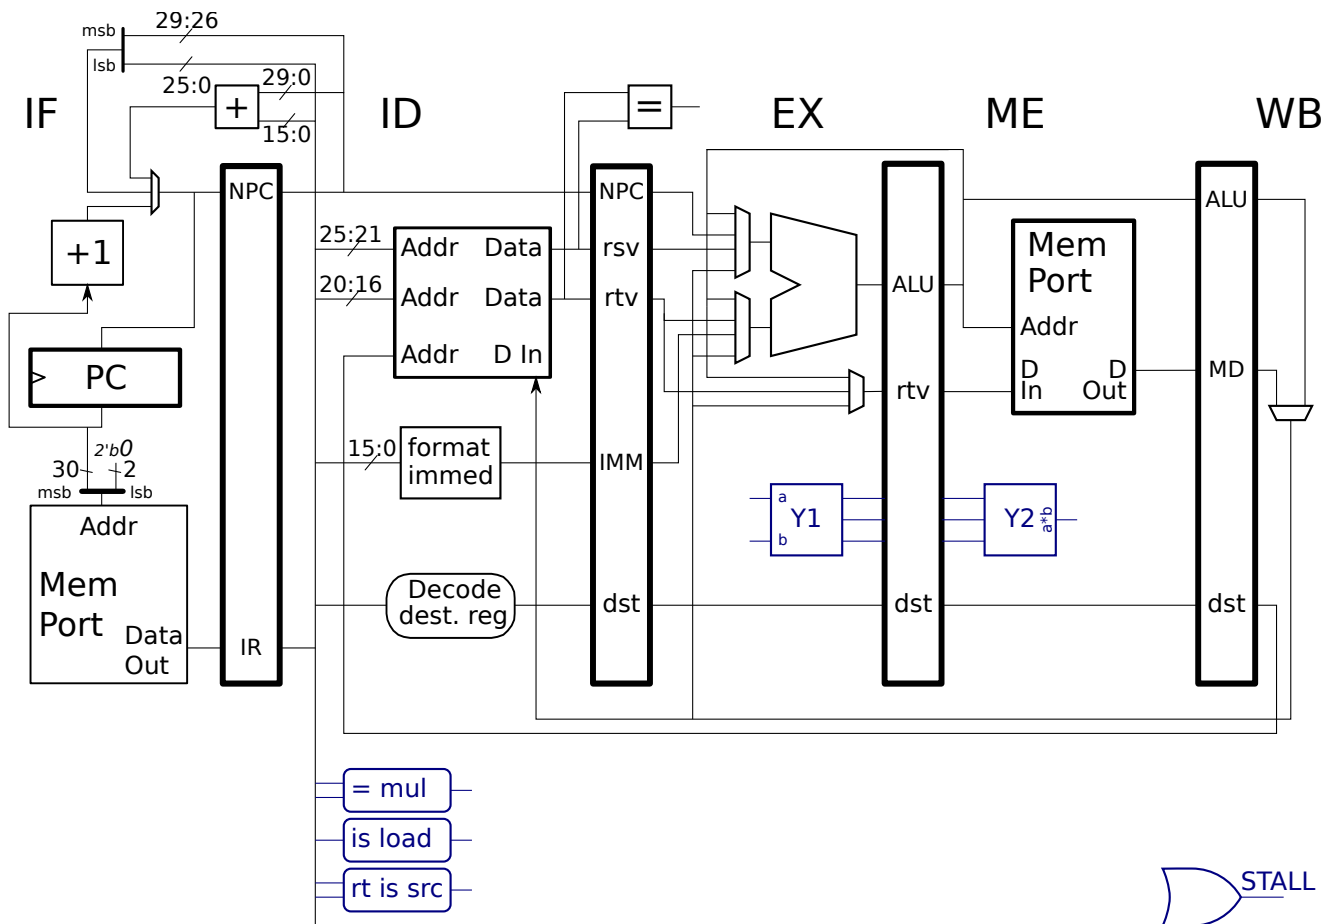 29:26
msb
lsb
25:0
29:0
15:0
+
=
IF
ID
EX
ME
WB
NPC
NPC
ALU
+1
25:21
Addr
Data
rsv
20:16
Addr
Data
rtv
Addr
D In
ALU
Mem
Port
Addr
D
In
D
Out
MD
PC
rtv
15:0
format
immed
IMM
2'b0
30
2
msb
lsb
Addr
Mem
Port
Data
Out
a
b
Y1
Y2
a*b
Decode
dest. reg
dst
dst
dst
IR
= mul
is load
rt is src
STALL